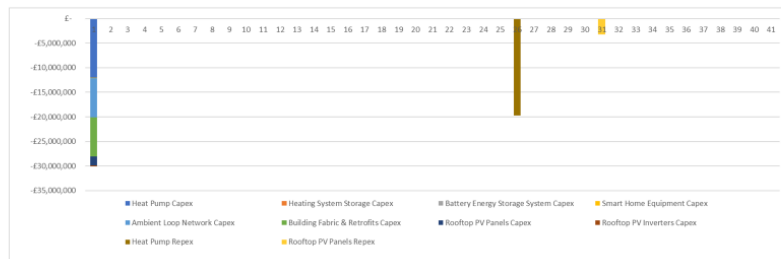 £-
2 3 4 5 6 7 8 9 10 11 12 13 14 15 16 17 18 19 20 21 22 23 24 25 26 27 28 29 30 31 32 33 34 35 36 37 38 39 40 41
-£5,000,000
-£10,000,000
-£15,000,000
-£20,000,000
-£25,000,000
-£30,000,000
-£35,000,000
Heat Pump Capex Heating System Storage Capex Battery Energy Storage System Capex Smart Home Equipment Capex
Ambient Loop Network Capex Building Fabric & Retrofits Capex Rooftop PV Panels Capex Rooftop PV Inverters Capex
Heat Pump Repex Rooftop PV Panels Repex